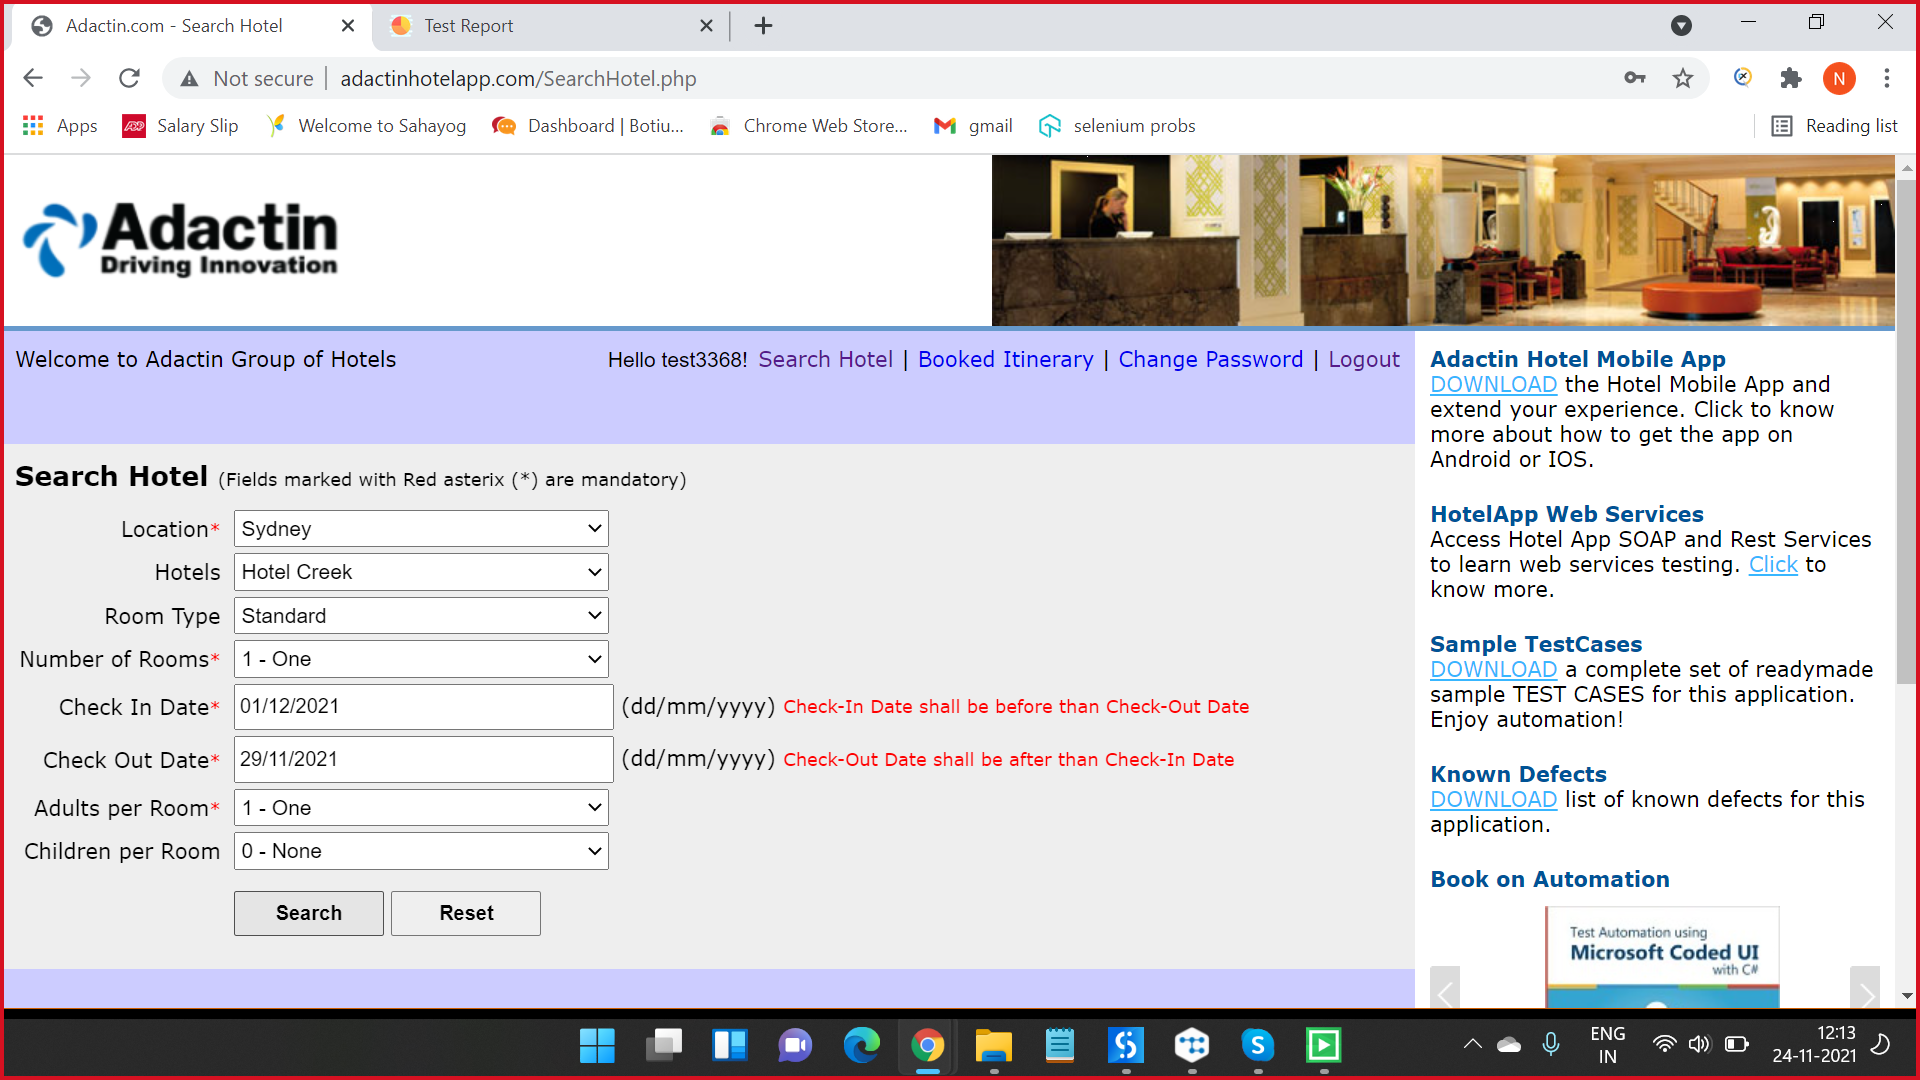 Adactin.com - Search Hotel
Test Report
Not secure
adactinhotelapp.com/SearchHotel.php
N
Apps
ADP
Salary Slip
Welcome to Sahayog
Dashboard | Botiu...
Chrome Web Store...
gmail
selenium probs
Reading list
Adactin
Driving Innovation
Welcome to Adactin Group of Hotels
Hello test3368! Search Hotel | Booked Itinerary | Change Password | Logout
Search Hotel (Fields marked with Red asterix (*) are mandatory)
Location* Sydney
Hotels Hotel Creek
Room Type Standard
Number of Rooms* 1 - One
Check In Date* 01/12/2021 (dd/mm/yyyy) Check-In Date shall be before than Check-Out Date
Check Out Date* 29/11/2021 (dd/mm/yyyy) Check-Out Date shall be after than Check-In Date
Adults per Room* 1 - One
Children per Room 0 - None
Search Reset
Adactin Hotel Mobile App
DOWNLOAD the Hotel Mobile App and
extend your experience. Click to know
more about how to get the app on
Android or IOS.
HotelApp Web Services
Access Hotel App SOAP and Rest Services
to learn web services testing. Click to
know more.
Sample TestCases
DOWNLOAD a complete set of readymade
sample TEST CASES for this application.
Enjoy automation!
Known Defects
DOWNLOAD list of known defects for this
application.
Book on Automation
Test Automation using
Microsoft Coded UI
with C#
S
ENG
IN
12:13
24-11-2021